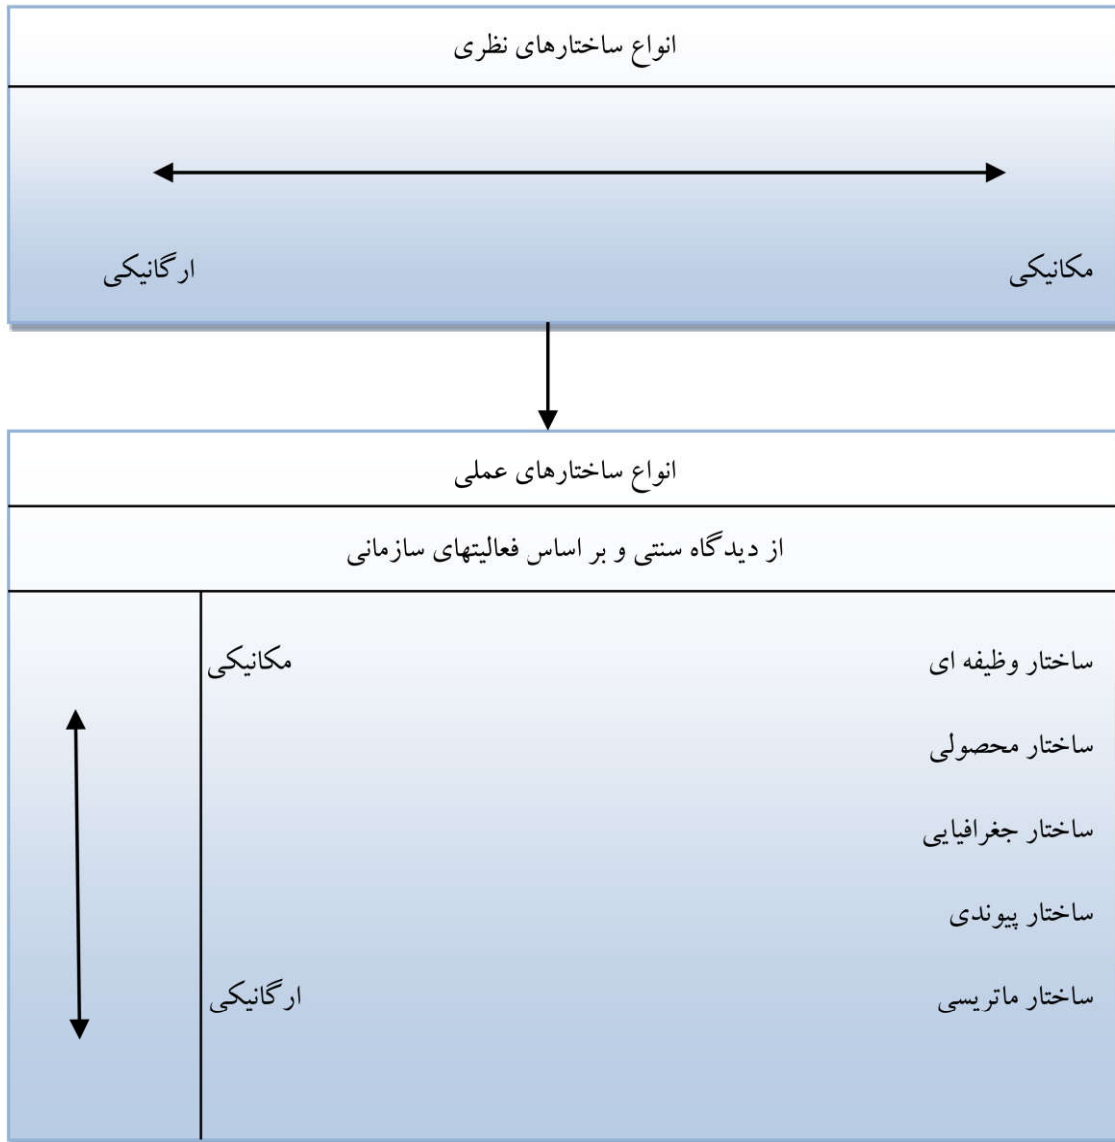 انواع ساختارهای نظری
مکانیکی ارگانیکی
انواع ساختارهای عملی
از دیدگاه سنتی و بر اساس فعالیتهای سازمانی
ساختار وظیفه ای مکانیکی
ساختار محصولی
ساختار جغرافیایی
ساختار پیوندی
ساختار ماتریسی ارگانیکی